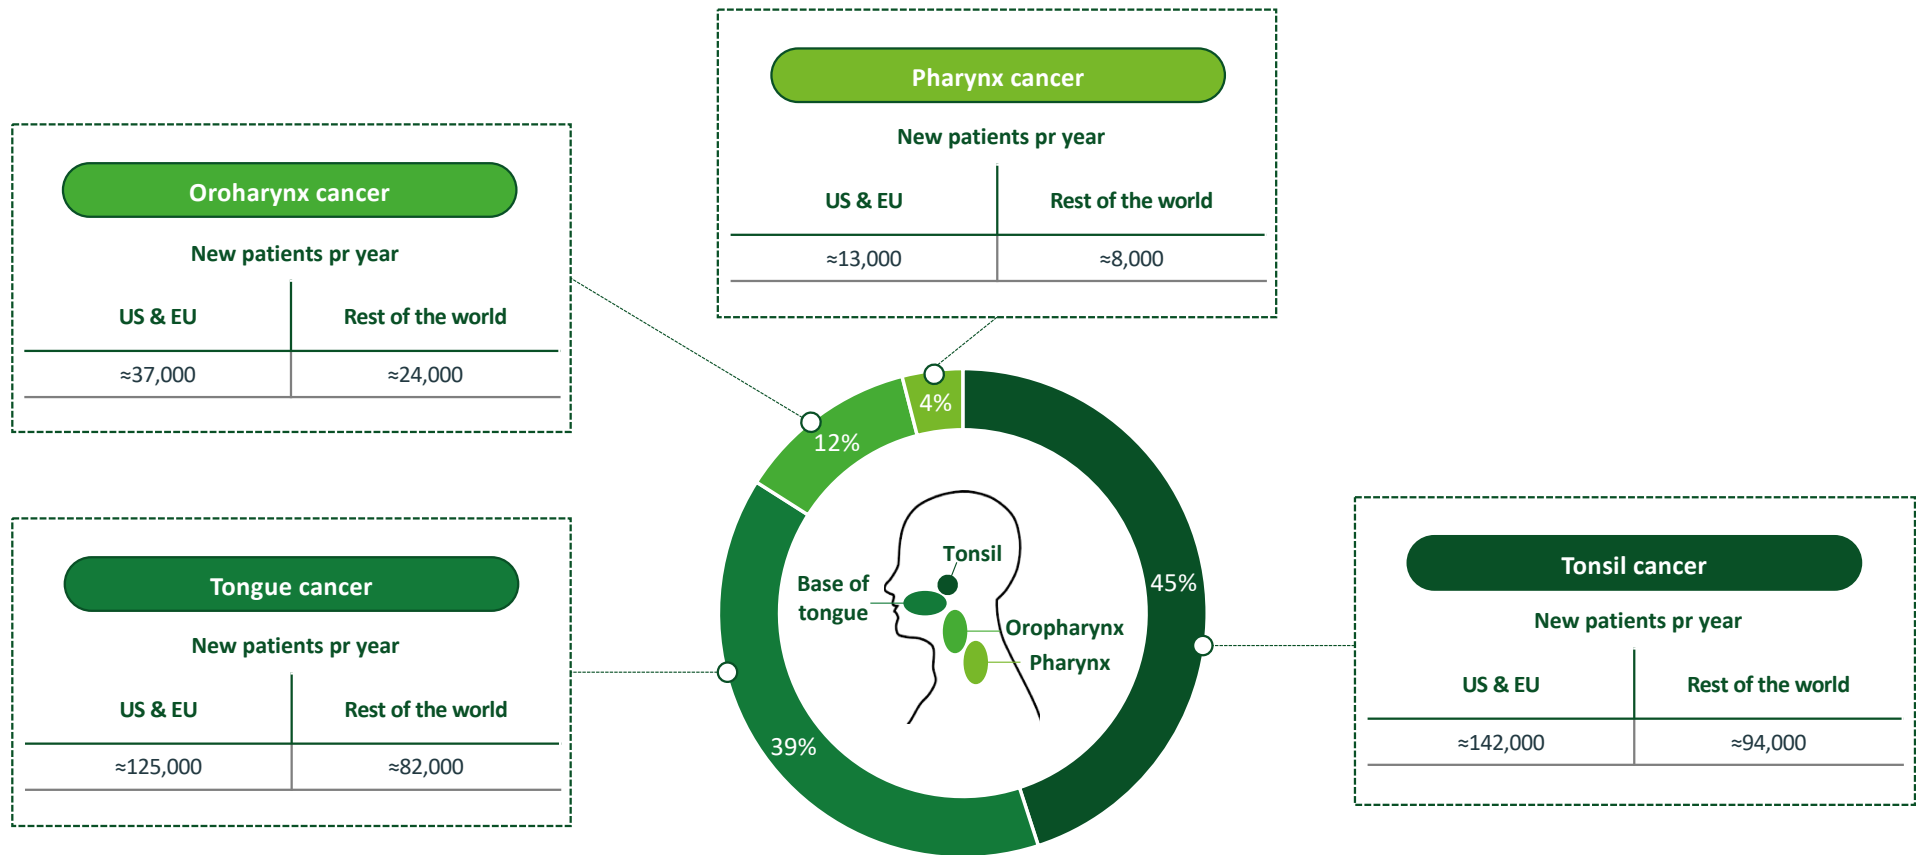 Pharynx cancer
New patients pr year
US & EU Rest of the world
≈13,000 ≈8,000
Oroharynx cancer
New patients pr year
US & EU Rest of the world
≈37,000 ≈24,000
4%
12%
Tongue cancer
New patients pr year
US & EU Rest of the world
≈125,000 ≈82,000
39%
Tonsil
Base of
tongue
Oropharynx
Pharynx
45%
Tonsil cancer
New patients pr year
US & EU Rest of the world
≈142,000 ≈94,000